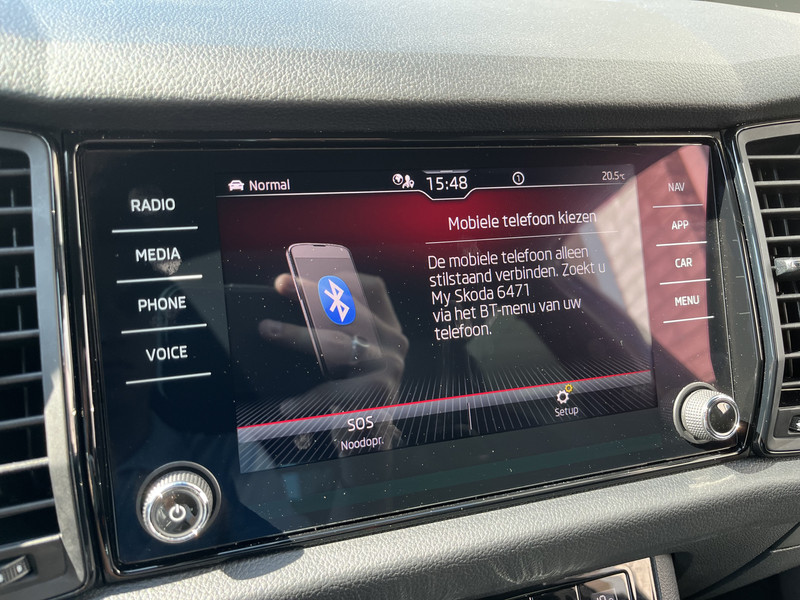 Normal
15:48
1
20.5°C
RADIO
MEDIA
PHONE
VOICE
Mobiele telefoon kiezen
De mobiele telefoon alleen
stilstaand verbinden. Zoekt u
My Skoda 6471
via het BT-menu van uw
telefoon.
SOS
Noodopr.
Setup
NAV
APP
CAR
MENU